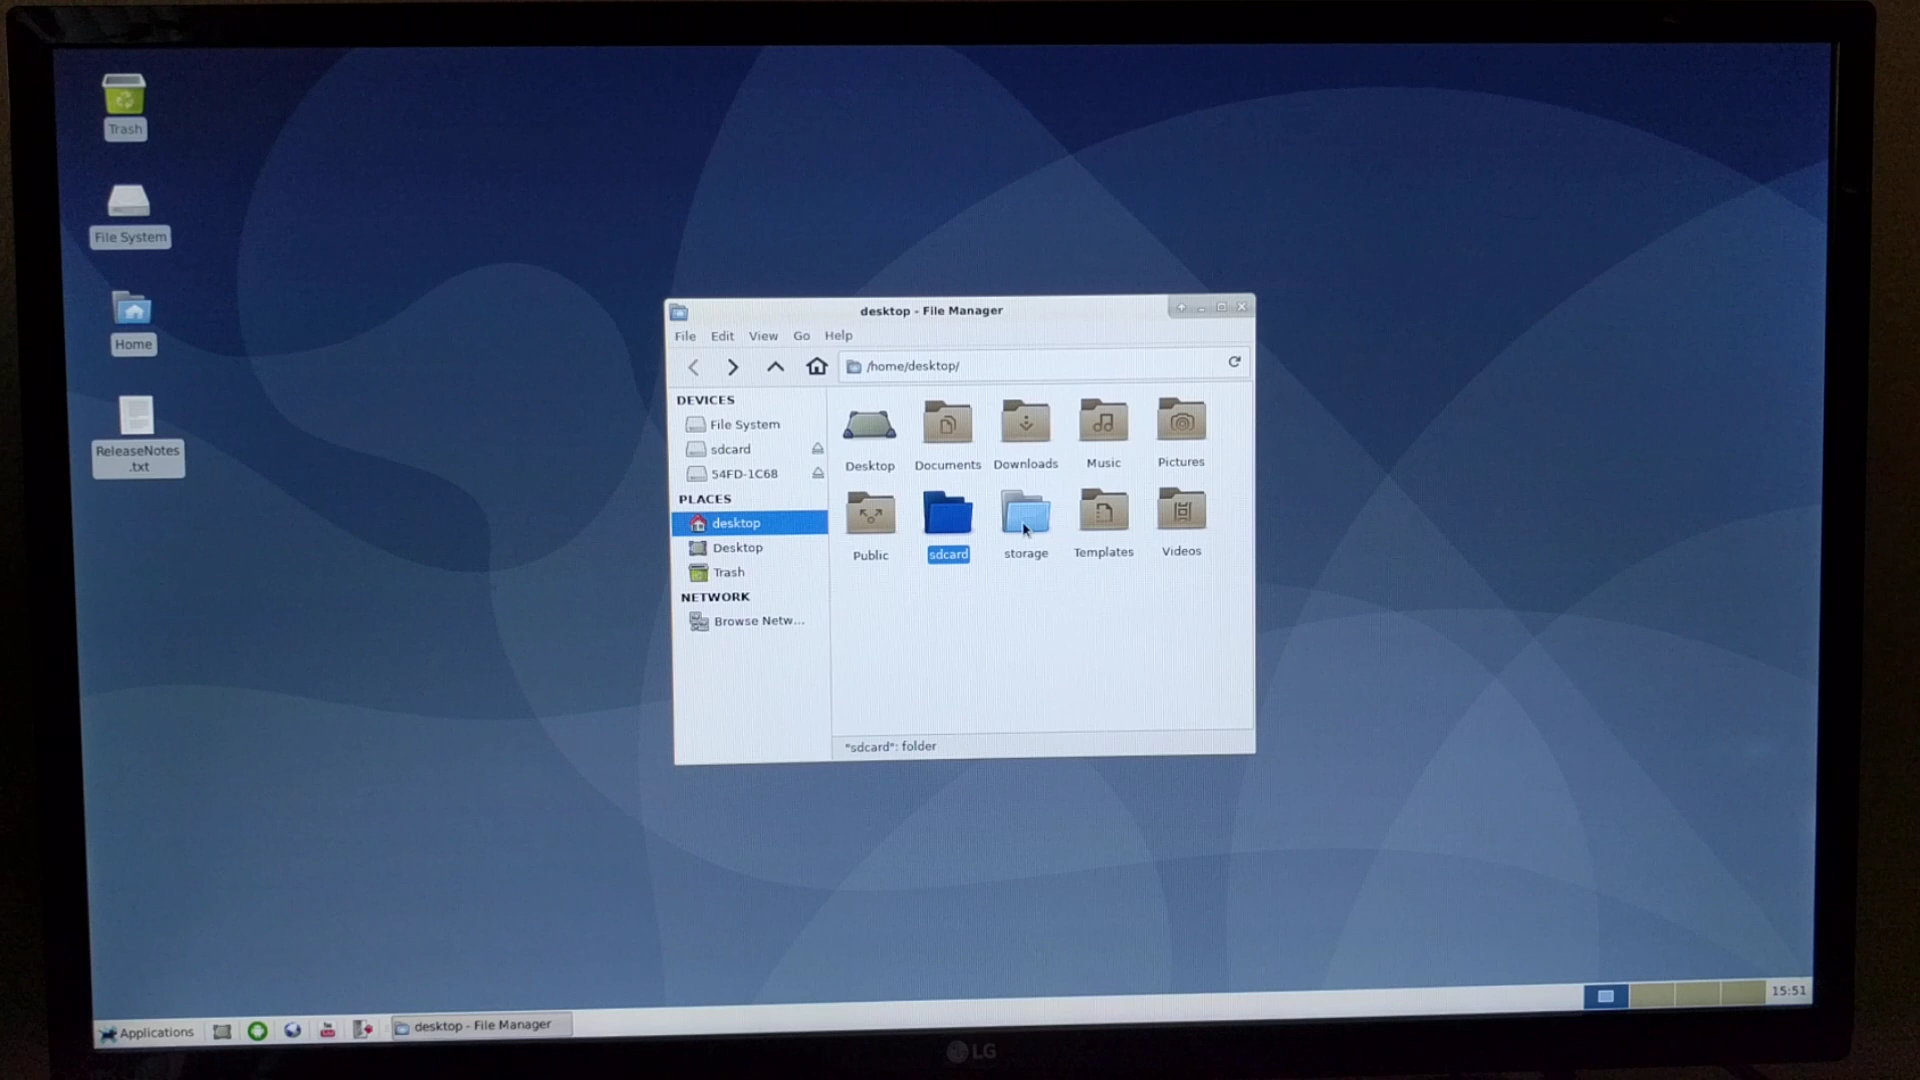 Trash
File System
Home
ReleaseNotes
.txt
desktop - File Manager
File Edit View Go Help
/home/desktop/
DEVICES
File System
sdcard
54FD-1C68
PLACES
desktop
Desktop
Trash
NETWORK
Browse Netw...
Desktop Documents Downloads Music Pictures
Public sdcard storage Templates Videos
"sdcard": folder
Applications
desktop - File Manager
15:51
LG